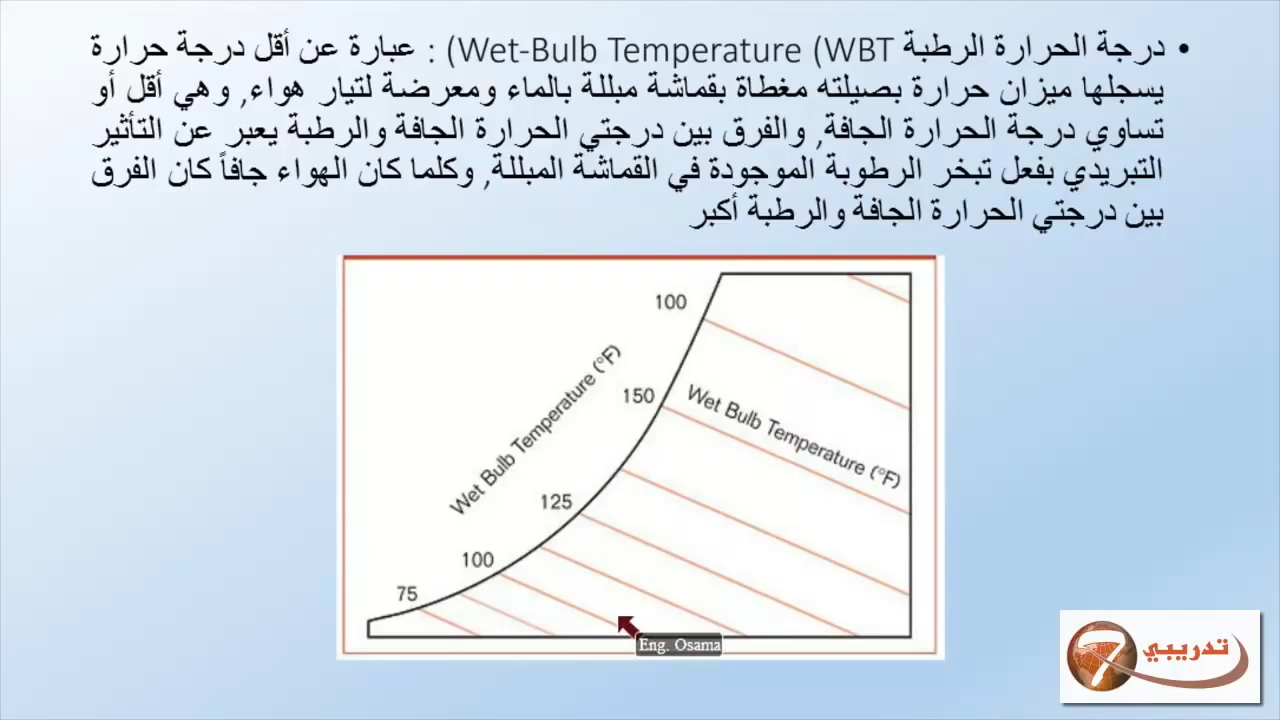 • درجة الحرارة الرطبة Wet-Bulb Temperature (WBT) : عبارة عن أقل درجة حرارة
يسجلها ميزان حرارة بصيلته مغطاة بقماشة مبللة بالماء ومعرضة لتيار هواء, وهي أقل أو
تساوي درجة الحرارة الجافة, والفرق بين درجتي الحرارة الجافة والرطبة يعبر عن التأثير
التبريدي بفعل تبخر الرطوبة الموجودة في القماشة المبللة, وكلما كان الهواء جافاً كان الفرق
بين درجتي الحرارة الجافة والرطبة أكبر
100
150
Wet Bulb Temperature (°F)
Wet Bulb Temperature (°F)
125
100
75
Eng. Osama
تدريبي